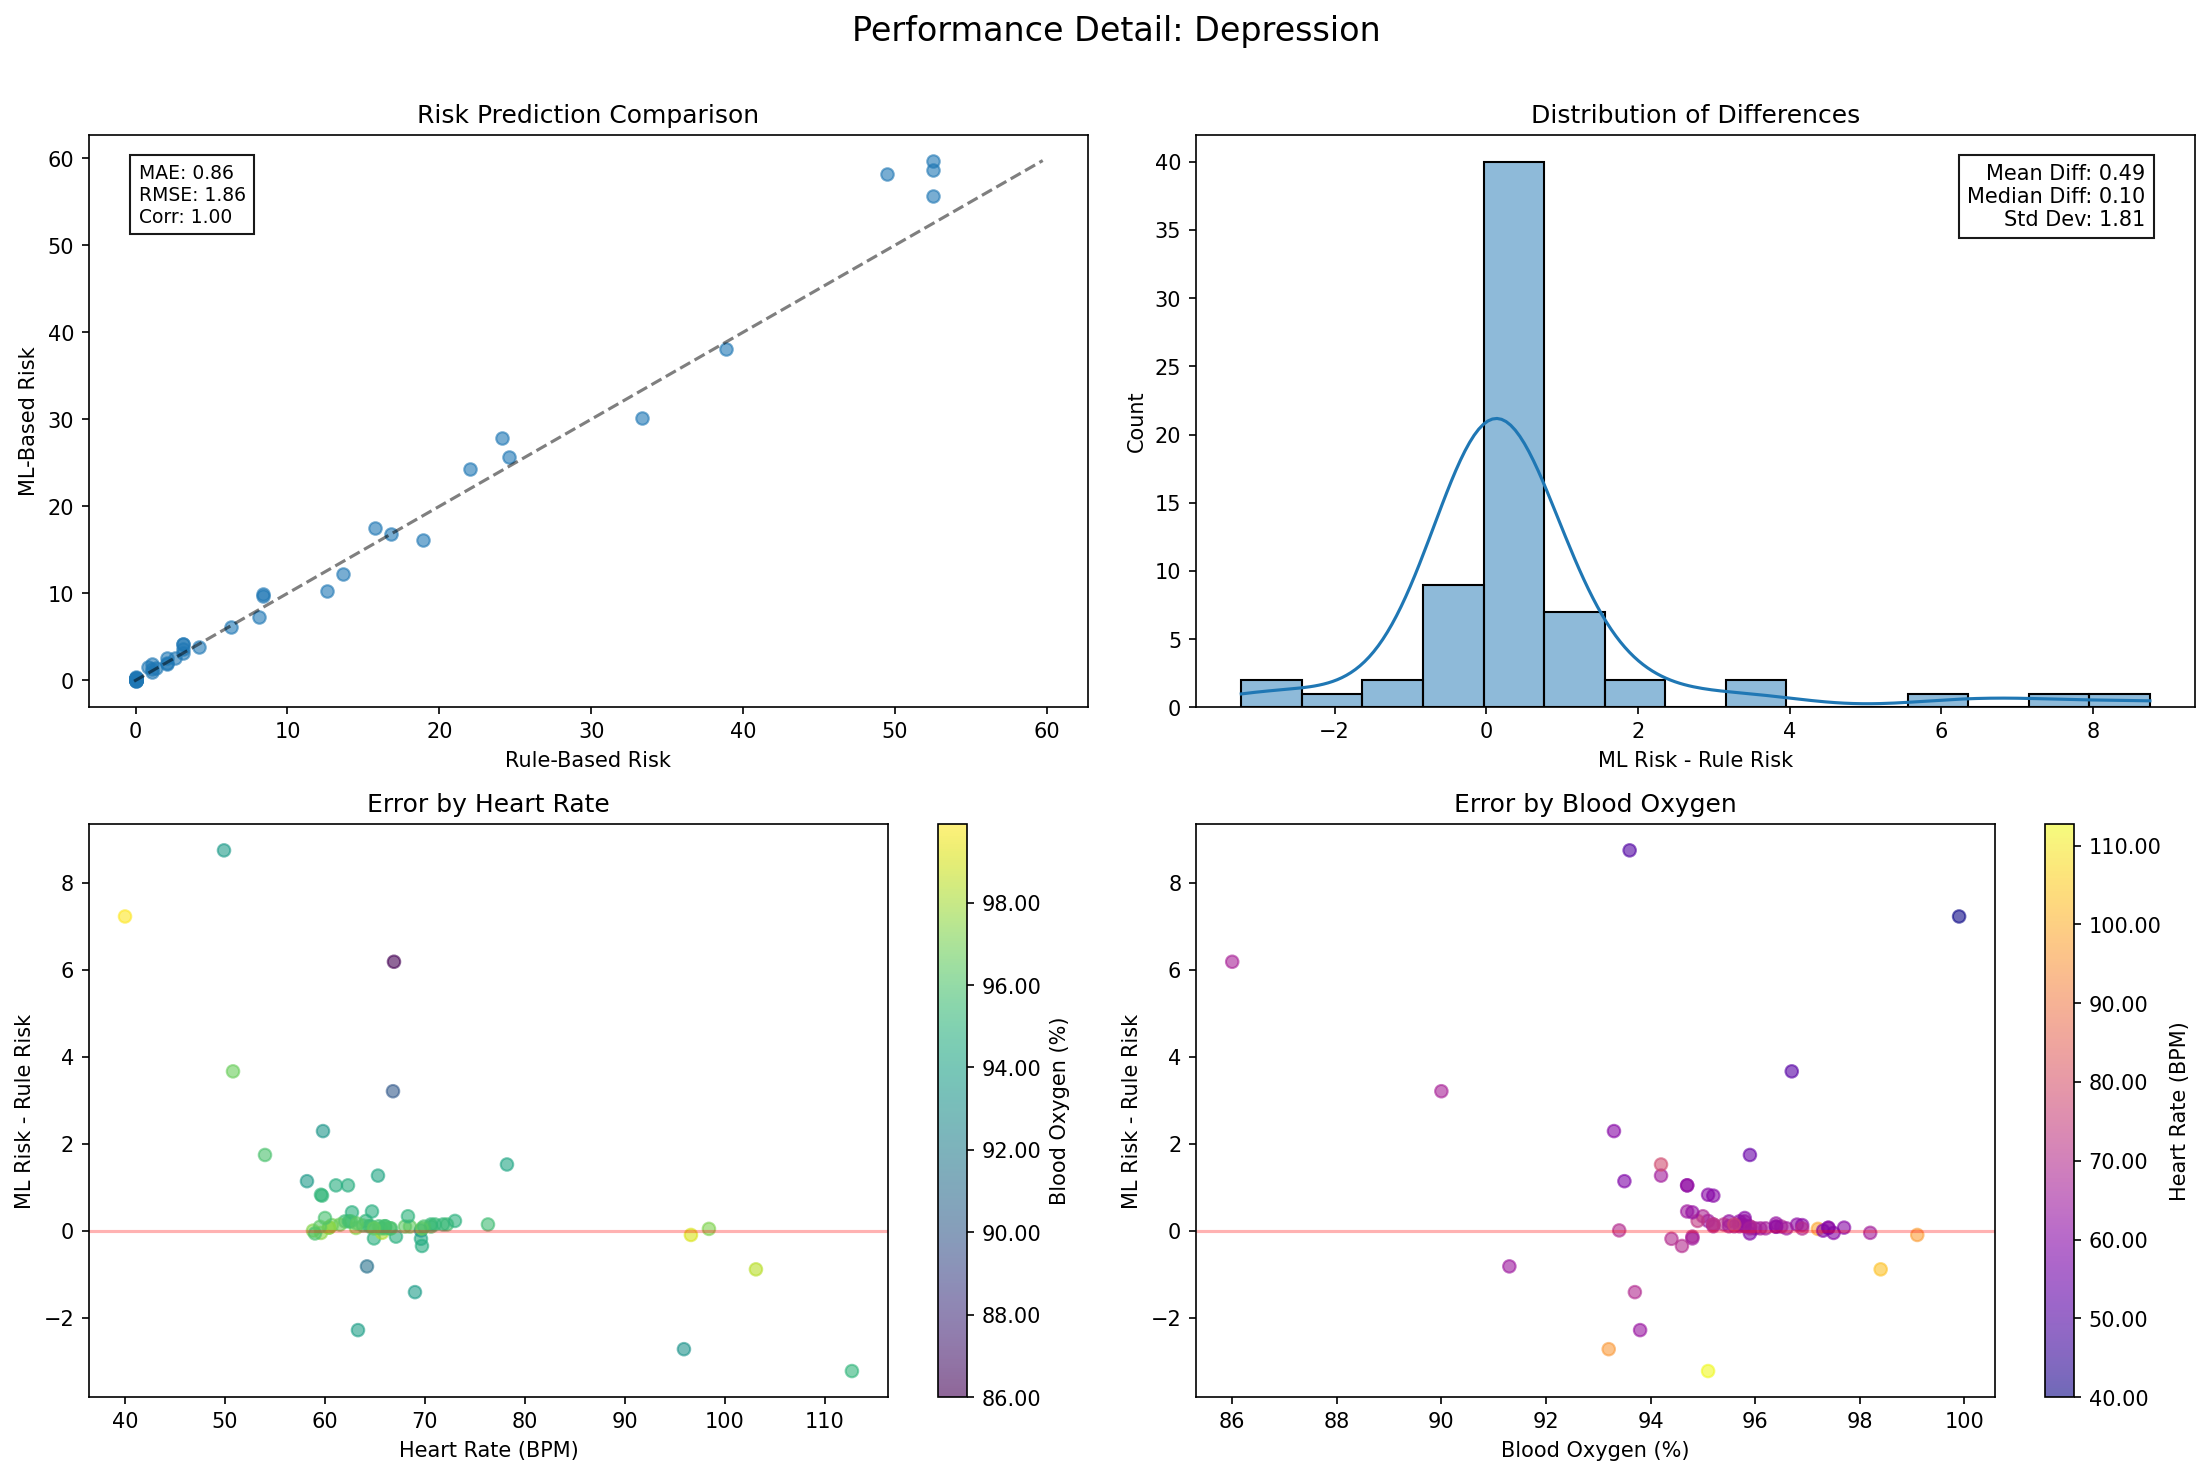 Performance Detail: Depression
Risk Prediction Comparison
MAE: 0.86
RMSE: 1.86
Corr: 1.00
ML-Based Risk
60
50
40
30
20
10
0
0 10 20 30 40 50 60
Rule-Based Risk
Distribution of Differences
Mean Diff: 0.49
Median Diff: 0.10
Std Dev: 1.81
Count
40
35
30
25
20
15
10
5
0
−2 0 2 4 6 8
ML Risk - Rule Risk
Error by Heart Rate
ML Risk - Rule Risk
8
6
4
2
0
−2
40 50 60 70 80 90 100 110
Heart Rate (BPM)
98.00
96.00
94.00
92.00
90.00
88.00
86.00
Blood Oxygen (%)
Error by Blood Oxygen
ML Risk - Rule Risk
8
6
4
2
0
−2
86 88 90 92 94 96 98 100
Blood Oxygen (%)
110.00
100.00
90.00
80.00
70.00
60.00
50.00
40.00
Heart Rate (BPM)